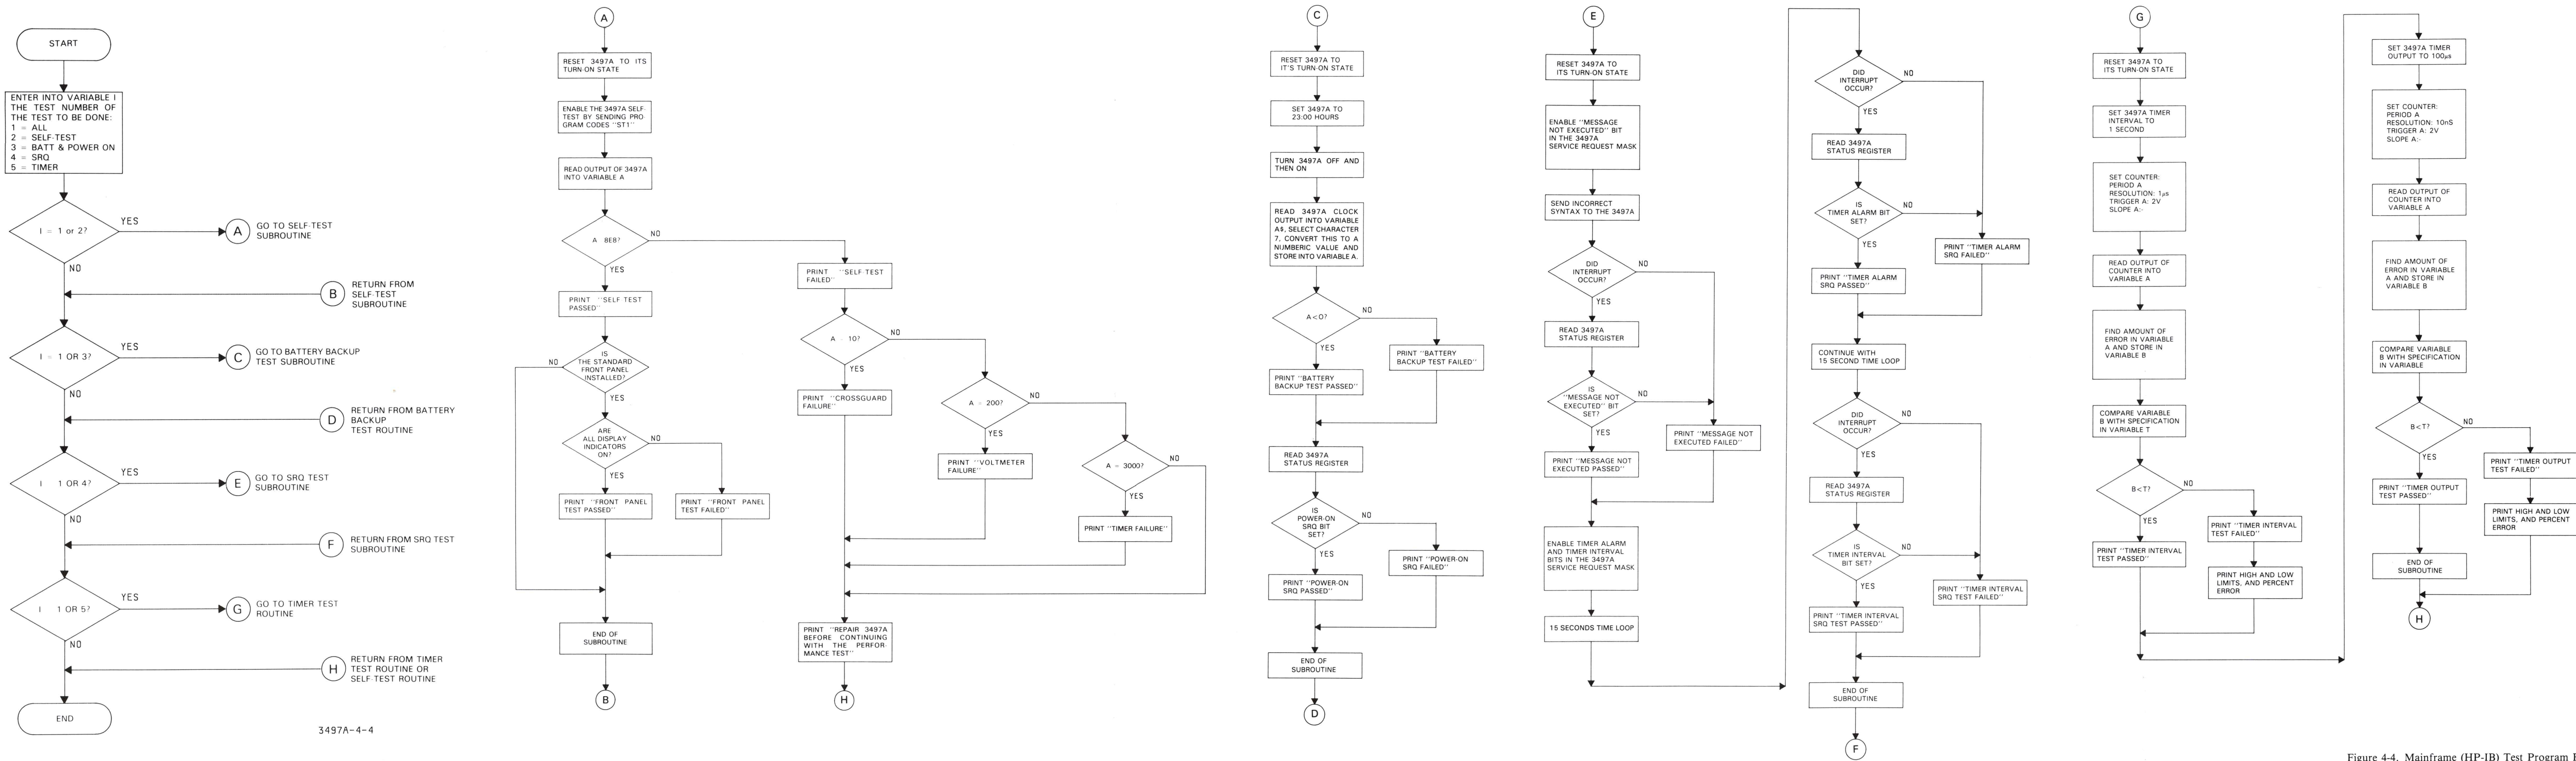 START
ENTER INTO VARIABLE I
THE TEST NUMBER OF
THE TEST TO BE DONE:
1 = ALL
2 = SELF-TEST
3 = BATT & POWER ON
4 = SRQ
5 = TIMER
I = 1 or 2?
YES
A
GO TO SELF-TEST
SUBROUTINE
NO
B
RETURN FROM
SELF-TEST
SUBROUTINE
I = 1 OR 3?
YES
C
GO TO BATTERY BACKUP
TEST SUBROUTINE
NO
D
RETURN FROM BATTERY
BACKUP
TEST ROUTINE
I 1 OR 4?
YES
E
GO TO SRQ TEST
SUBROUTINE
NO
F
RETURN FROM SRQ TEST
SUBROUTINE
I 1 OR 5?
YES
G
GO TO TIMER TEST
ROUTINE
NO
H
RETURN FROM TIMER
TEST ROUTINE OR
SELF-TEST ROUTINE
END
3497A-4-4
A
RESET 3497A TO ITS
TURN-ON STATE
ENABLE THE 3497A SELF-
TEST BY SENDING PRO-
GRAM CODES "ST1"
READ OUTPUT OF 3497A
INTO VARIABLE A
A 8EB?
NO
YES
PRINT "SELF TEST
PASSED"
IS
THE STANDARD
FRONT PANEL
INSTALLED?
NO
YES
ARE
ALL DISPLAY
INDICATORS
ON?
NO
YES
PRINT "FRONT PANEL
TEST PASSED"
PRINT "FRONT PANEL
TEST FAILED"
END OF
SUBROUTINE
B
PRINT "SELF-TEST
FAILED"
A 10?
NO
YES
PRINT "CROSSGUARD
FAILURE"
A = 200?
NO
YES
PRINT "VOLTMETER
FAILURE"
A = 3000?
NO
YES
PRINT "TIMER FAILURE"
PRINT "REPAIR 3497A
BEFORE CONTINUING
WITH THE PERFOR-
MANCE TEST"
H
C
RESET 3497A TO
IT'S TURN-ON STATE
SET 3497A TO
23:00 HOURS
TURN 3497A OFF AND
THEN ON
READ 3497A CLOCK
OUTPUT INTO VARIABLE
A$, SELECT CHARACTER
7, CONVERT THIS TO A
NUMBERIC VALUE AND
STORE INTO VARIABLE A.
A<O?
NO
YES
PRINT "BATTERY
BACKUP TEST FAILED"
PRINT "BATTERY
BACKUP TEST PASSED"
READ 3497A
STATUS REGISTER
IS
POWER-ON
SRQ BIT
SET?
NO
YES
PRINT "POWER-ON
SRQ FAILED"
PRINT "POWER-ON
SRQ PASSED"
END OF
SUBROUTINE
D
E
RESET 3497A TO
ITS TURN-ON STATE
ENABLE "MESSAGE
NOT EXECUTED" BIT
IN THE 3497A
SERVICE REQUEST MASK
SEND INCORRECT
SYNTAX TO THE 3497A
DID
INTERRUPT
OCCUR?
NO
YES
READ 3497A
STATUS REGISTER
IS
"MESSAGE NOT
EXECUTED" BIT
SET?
NO
YES
PRINT "MESSAGE NOT
EXECUTED FAILED"
PRINT "MESSAGE NOT
EXECUTED PASSED"
ENABLE TIMER ALARM
AND TIMER INTERVAL
BITS IN THE 3497A
SERVICE REQUEST MASK
15 SECONDS TIME LOOP
DID
INTERRUPT
OCCUR?
NO
YES
READ 3497A
STATUS REGISTER
IS
TIMER ALARM BIT
SET?
NO
YES
PRINT "TIMER ALARM
SRQ FAILED"
PRINT "TIMER ALARM
SRQ PASSED"
CONTINUE WITH
15 SECOND TIME LOOP
DID
INTERRUPT
OCCUR?
NO
YES
READ 3497A
STATUS REGISTER
IS
TIMER INTERVAL
BIT SET?
NO
YES
PRINT "TIMER INTERVAL
SRQ TEST FAILED"
PRINT "TIMER INTERVAL
SRQ TEST PASSED"
END OF
SUBROUTINE
F
G
RESET 3497A TO
ITS TURN-ON STATE
SET 3497A TIMER
INTERVAL TO
1 SECOND
SET COUNTER:
PERIOD A
RESOLUTION: 1µs
TRIGGER A: 2V
SLOPE A:-
READ OUTPUT OF
COUNTER INTO
VARIABLE A
FIND AMOUNT OF
ERROR IN VARIABLE
A AND STORE IN
VARIABLE B
COMPARE VARIABLE
B WITH SPECIFICATION
IN VARIABLE T
B<T?
NO
YES
PRINT "TIMER INTERVAL
TEST FAILED"
PRINT "TIMER INTERVAL
TEST PASSED"
PRINT HIGH AND LOW
LIMITS, AND PERCENT
ERROR
SET 3497A TIMER
OUTPUT TO 100µs
SET COUNTER:
PERIOD A
RESOLUTION: 10nS
TRIGGER A: 2V
SLOPE A:-
READ OUTPUT OF
COUNTER INTO
VARIABLE A
FIND AMOUNT OF
ERROR IN VARIABLE
A AND STORE IN
VARIABLE B
COMPARE VARIABLE
B WITH SPECIFICATION
IN VARIABLE
B<T?
NO
YES
PRINT "TIMER OUTPUT
TEST FAILED"
PRINT "TIMER OUTPUT
TEST PASSED"
PRINT HIGH AND LOW
LIMITS, AND PERCENT
ERROR
END OF
SUBROUTINE
H
Figure 4-4. Mainframe (HP-IB) Test Program